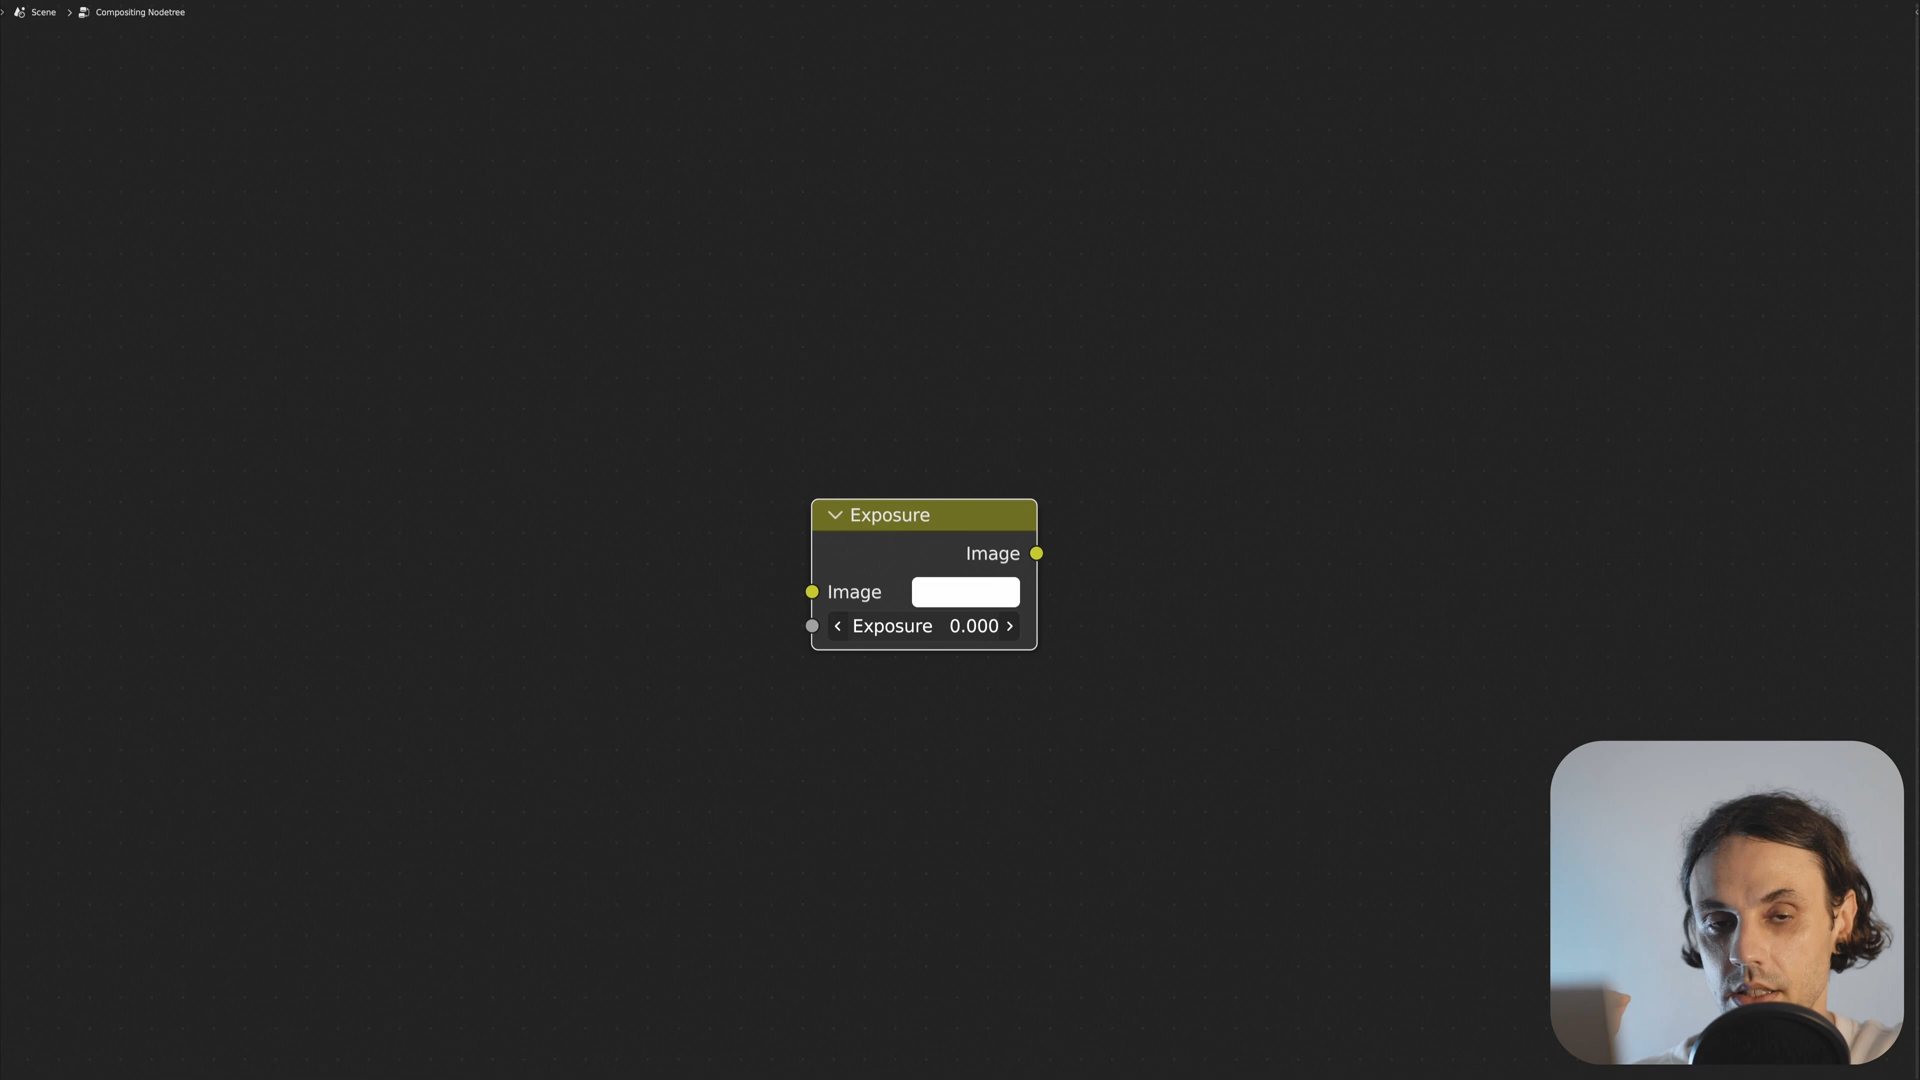 Scene
Compositing Nodetree
Exposure
Image
Image
Exposure 0.000